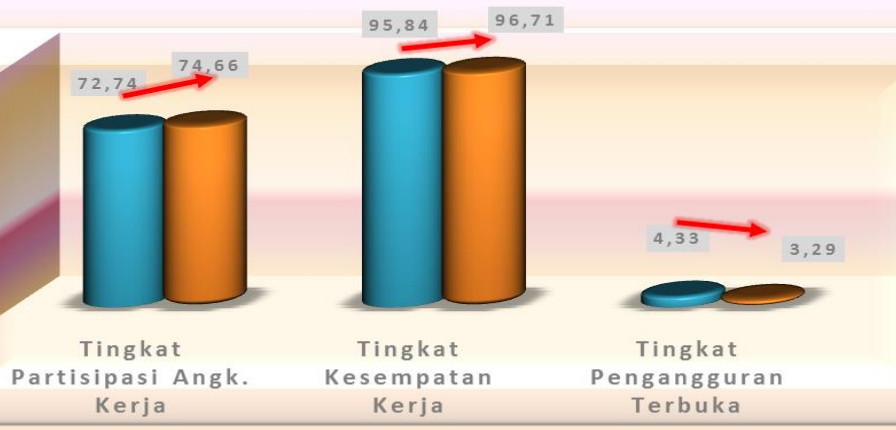 95,84
96,71
72,74
74,66
4,33
3,29
Tingkat
Partisipasi Angk.
Kerja
Tingkat
Kesempatan
Kerja
Tingkat
Pengangguran
Terbuka